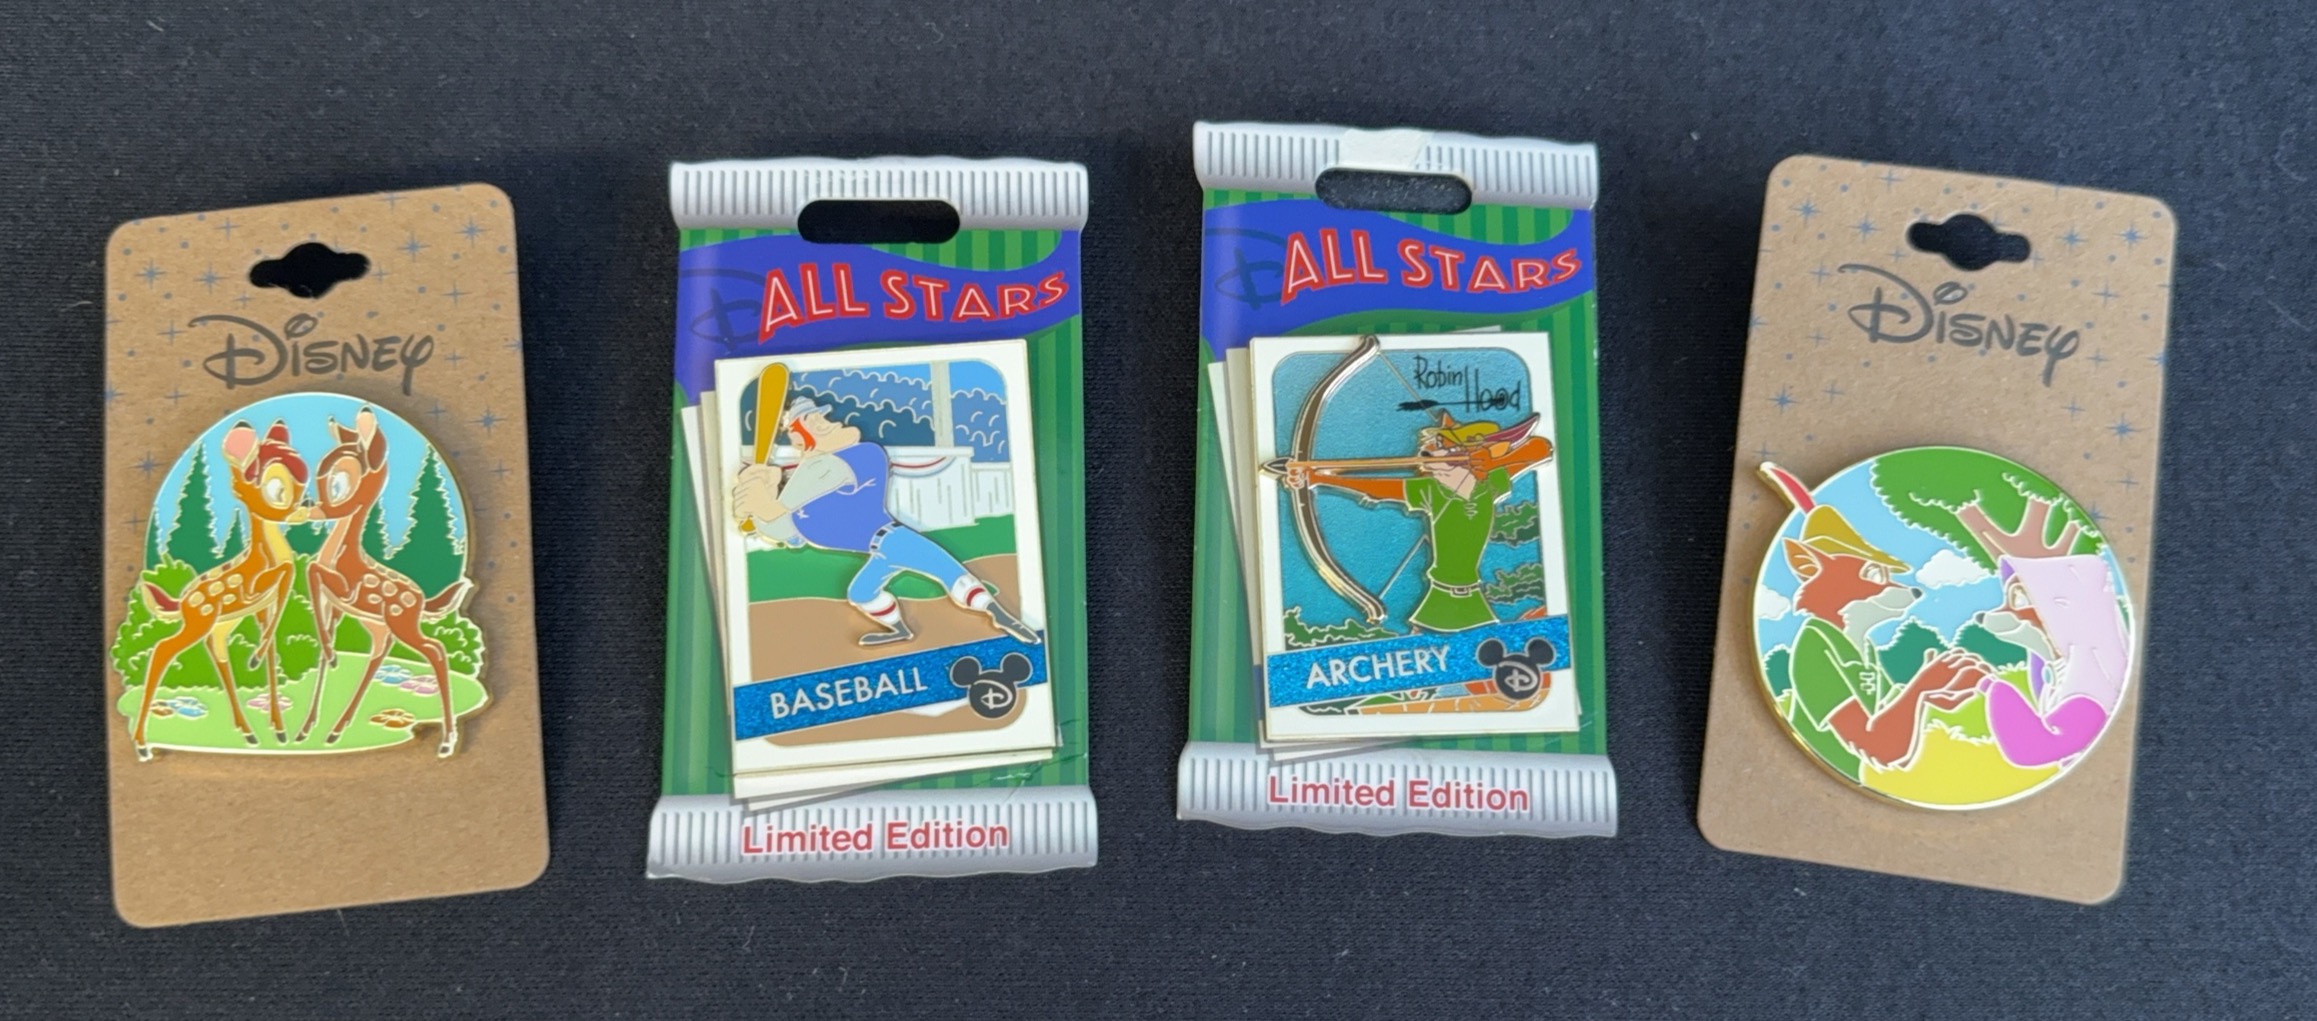 Disney
ALL STARS
BASEBALL
D
Limited Edition
ALL STARS
Robin
Hood
ARCHERY
D
Limited Edition
Disney